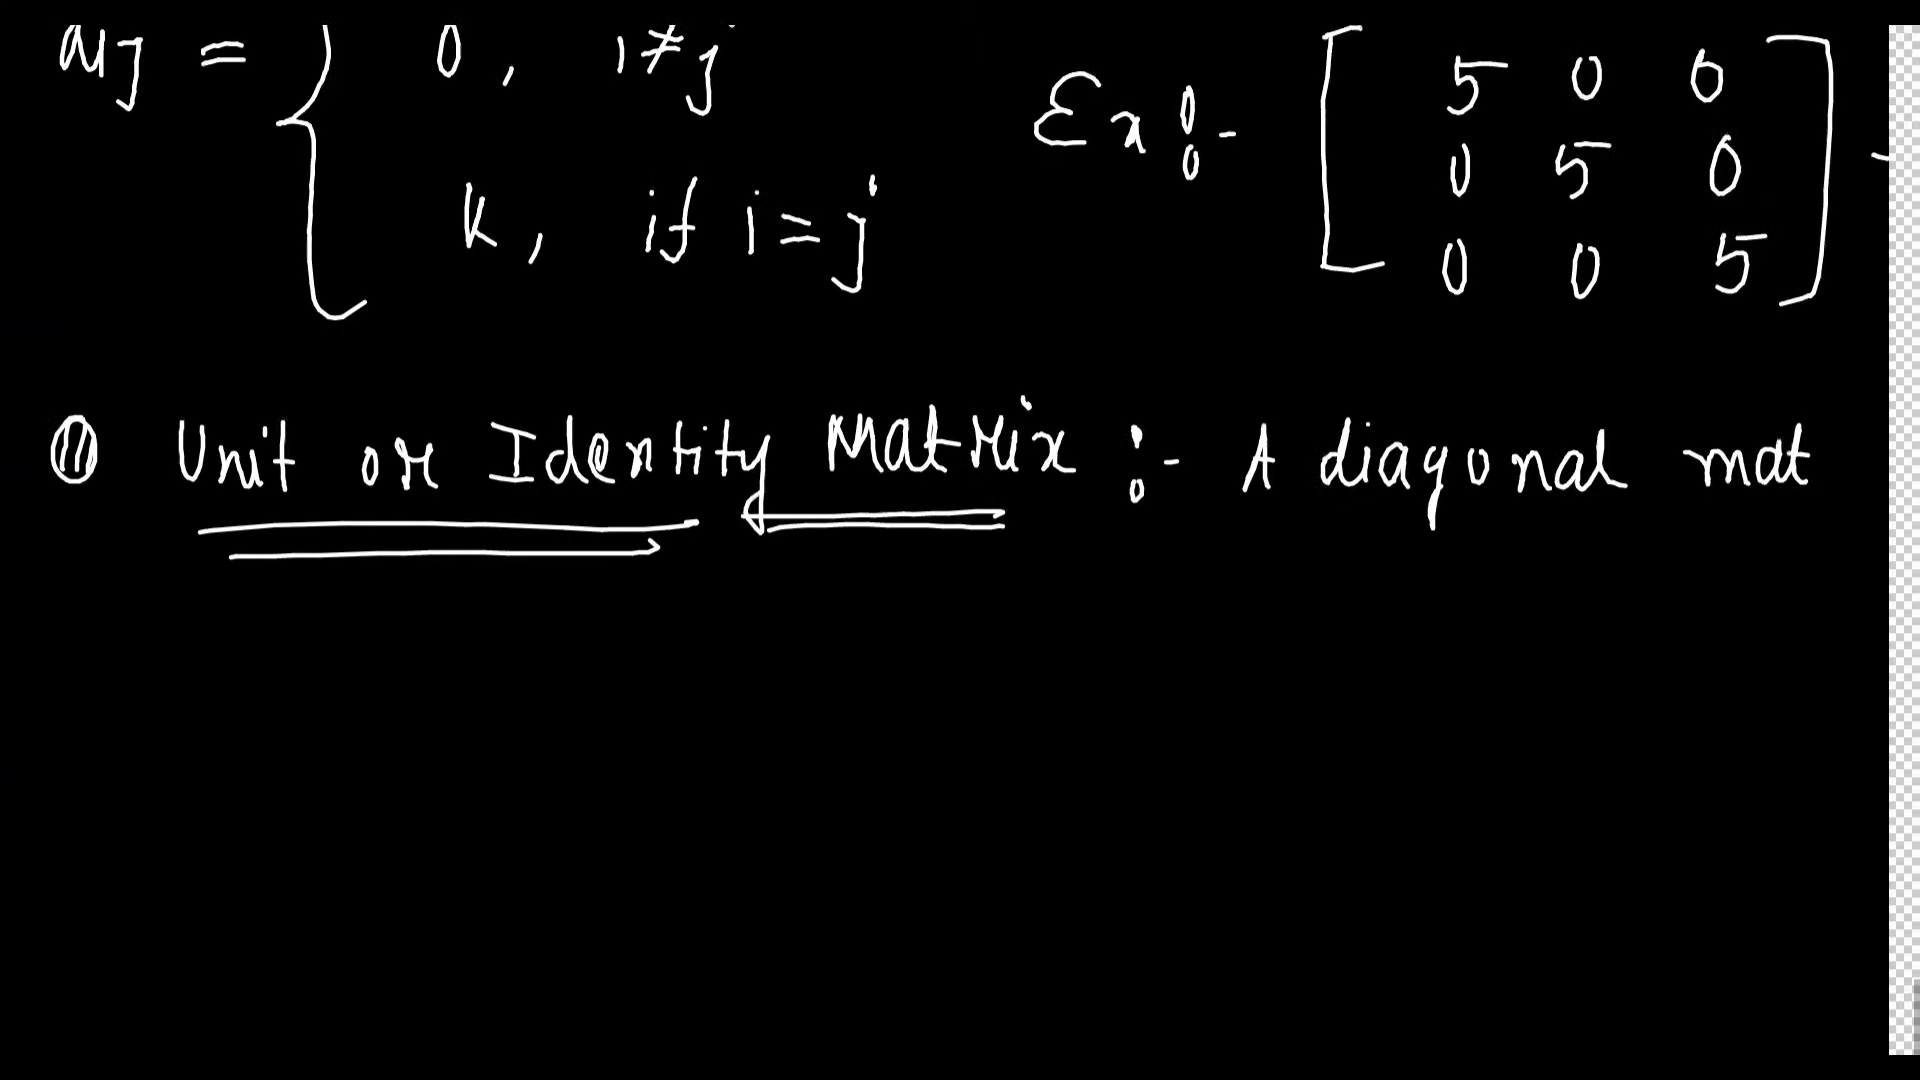 aij = { 0, i≠j
k, if i=j
Ex:- [ 5 0 0
0 5 0
0 0 5 ]
⑪ Unit or Identity Matrix :- A diagonal mat